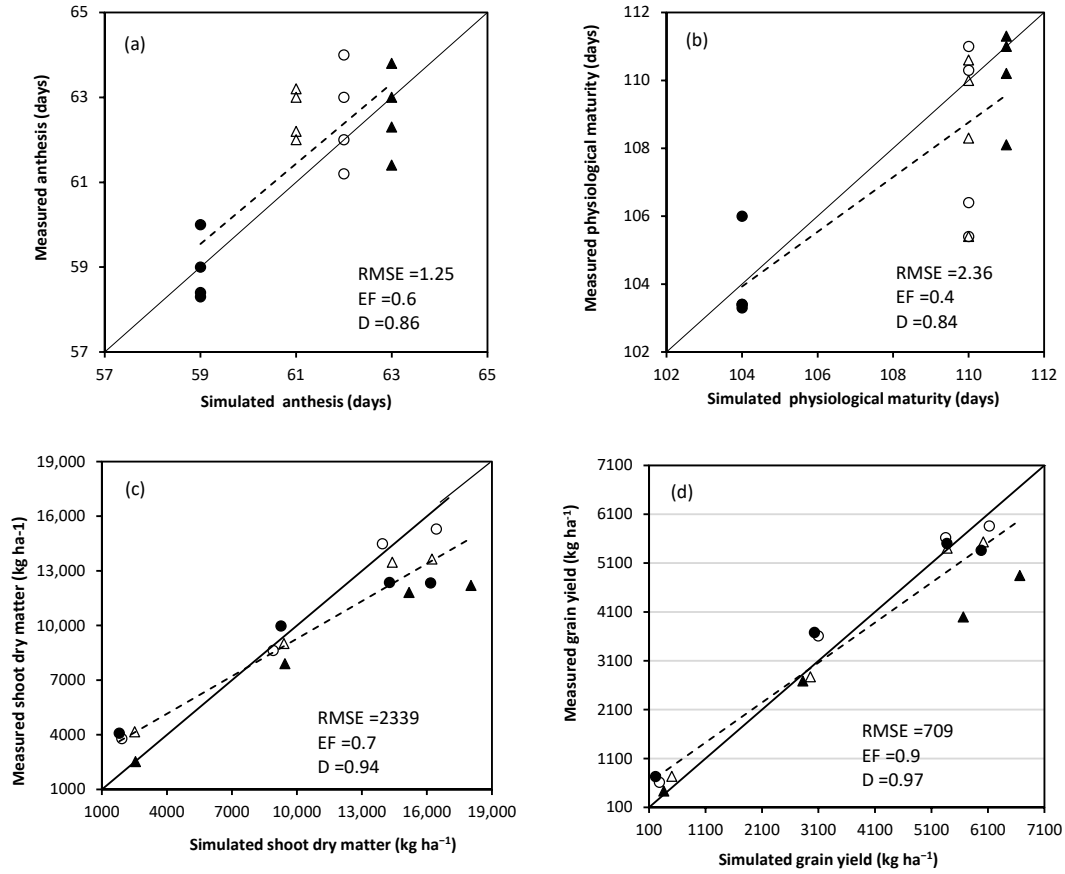 (a)
Measured anthesis (days)
65
63
61
59
57
57 59 61 63 65
Simulated anthesis (days)
RMSE =1.25
EF =0.6
D =0.86
(b)
Measured physiological maturity (days)
112
110
108
106
104
102
102 104 106 108 110 112
Simulated physiological maturity (days)
RMSE =2.36
EF =0.4
D =0.84
(c)
Measured shoot dry matter (kg ha-1)
19,000
16,000
13,000
10,000
7000
4000
1000
1000 4000 7000 10,000 13,000 16,000 19,000
Simulated shoot dry matter (kg ha⁻¹)
RMSE =2339
EF =0.7
D =0.94
(d)
Measured grain yield (kg ha⁻¹)
7100
6100
5100
4100
3100
2100
1100
100
100 1100 2100 3100 4100 5100 6100 7100
Simulated grain yield (kg ha⁻¹)
RMSE =709
EF =0.9
D =0.97